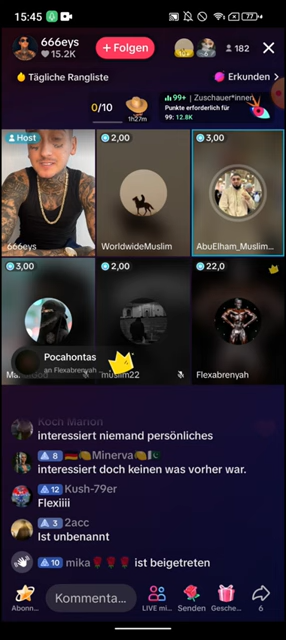 15:45
77
666eys
15.2K
+ Folgen
182
Tägliche Rangliste
Erkunden >
0/10
1h27m
99+ | Zuschauer*innen
Punkte erforderlich für
99: 12.8K
Host
2,00
3,00
666eys
WorldwideMuslim
AbuElham_Muslim...
3,00
2,00
22,0
Pocahontas
an Flexabrenyah
muslim22
Flexabrenyah
Koch Marion
interessiert niemand persönliches
8 Minerva
interessiert doch keinen was vorher war.
12 Kush-79er
Flexiiii
3 2acc
Ist unbenannt
10 mika ist beigetreten
Abonn...
Kommenta...
LIVE mi...
Senden
Gesche...
6